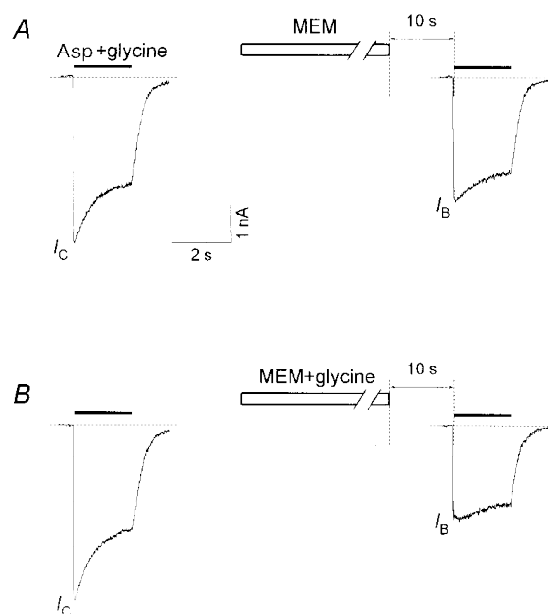 A
Asp+glycine
MEM
10 s
I_C
2 s
1 nA
I_B
B
MEM+glycine
10 s
I_C
I_B